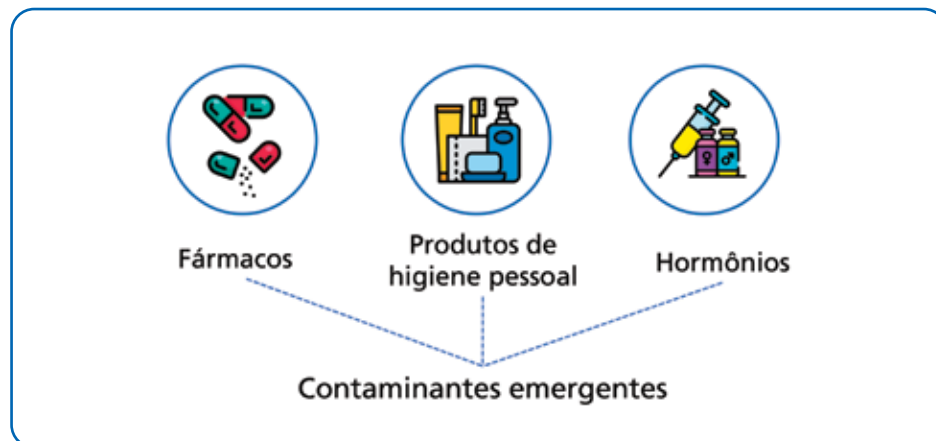 Fármacos
Produtos de
higiene pessoal
Hormônios
Contaminantes emergentes